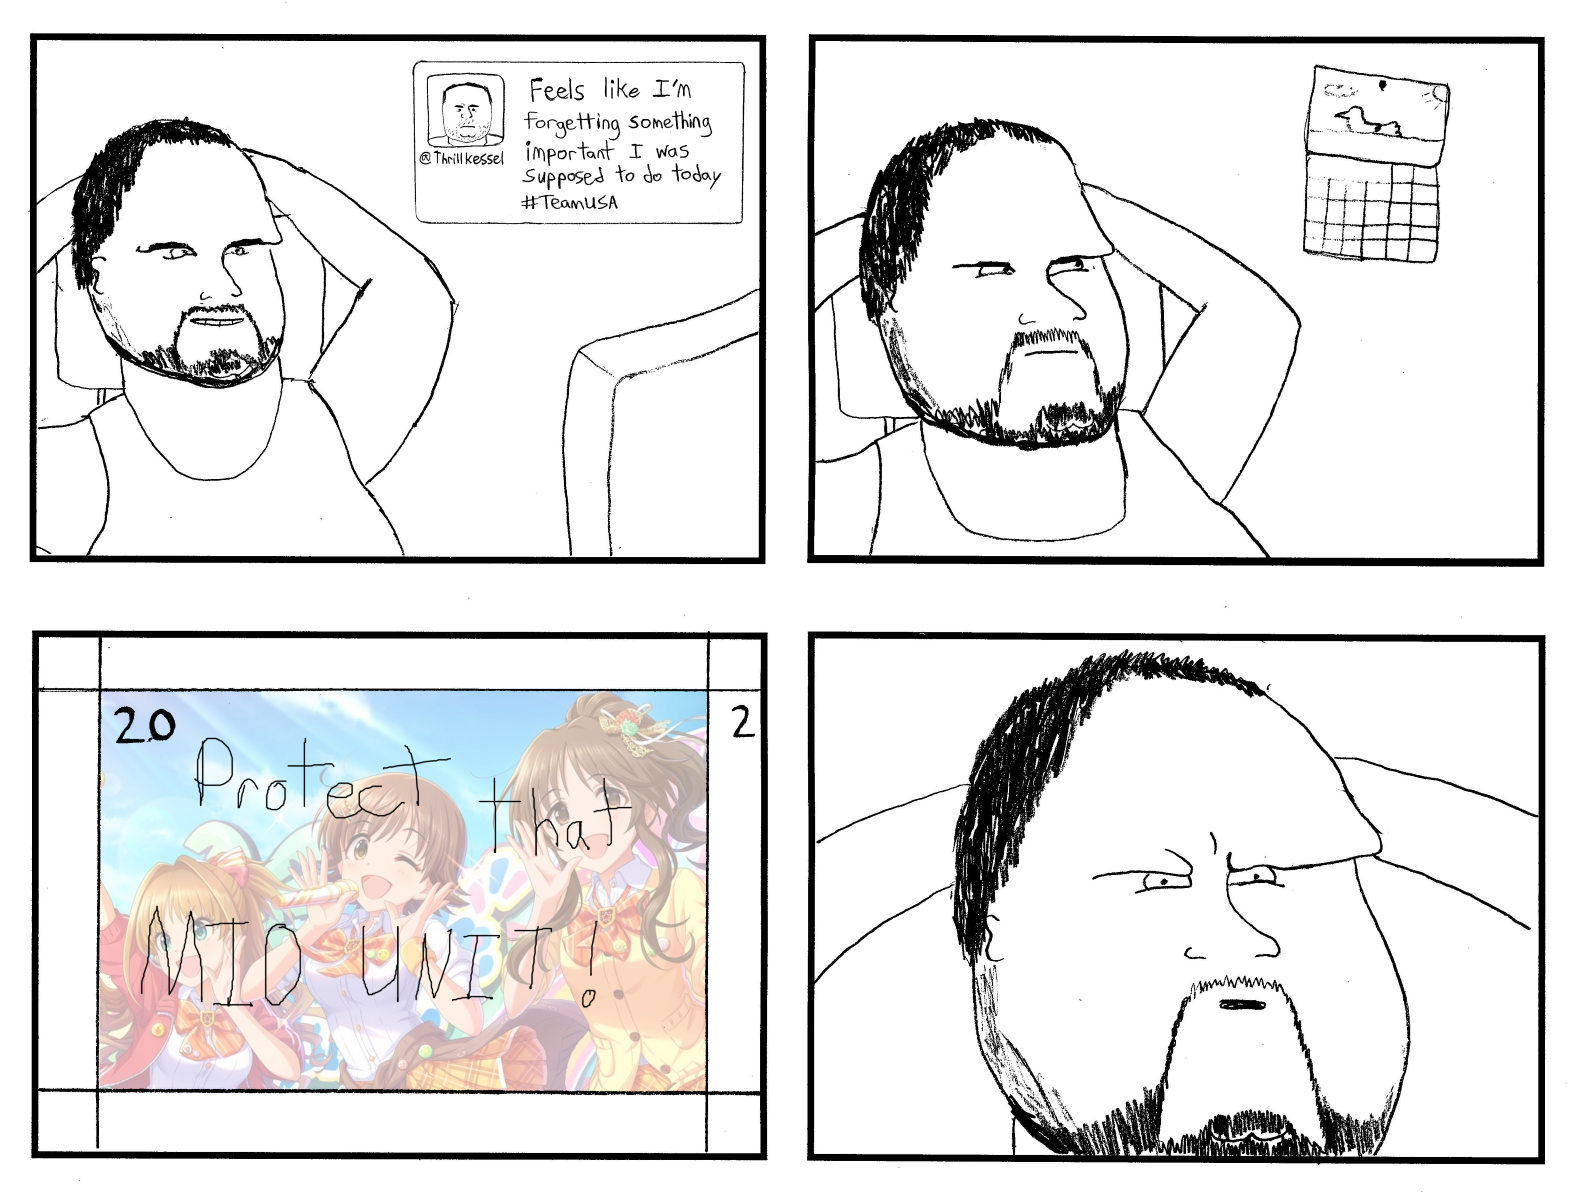 Feels like I'm
forgetting something
important I was
supposed to do today
#TeamUSA
@Thrillkessel
20
2
Protect that
MIO UNIT!